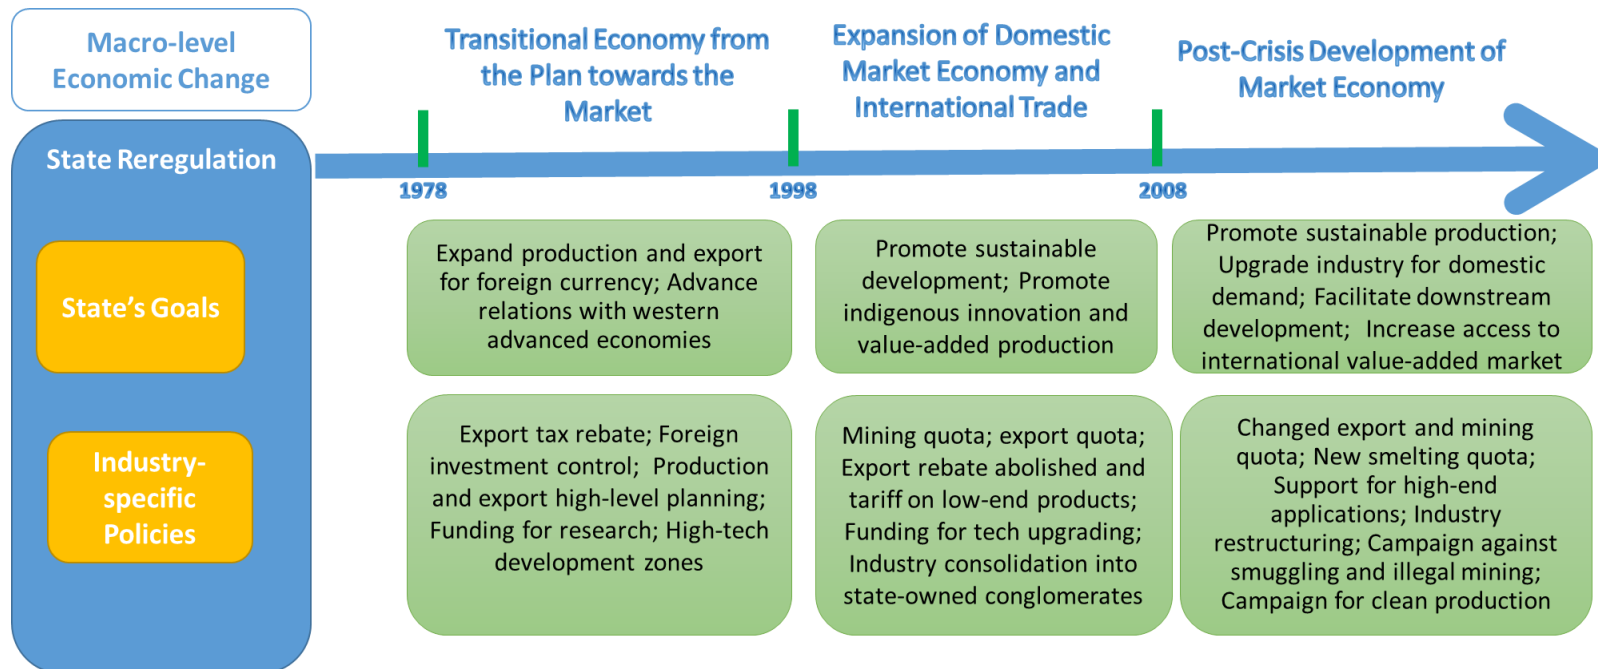 Macro-level
Economic Change
Transitional Economy from
the Plan towards the
Market
Expansion of Domestic
Market Economy and
International Trade
Post-Crisis Development of
Market Economy
State Reregulation
1978
1998
2008
State's Goals
Expand production and export
for foreign currency; Advance
relations with western
advanced economies
Promote sustainable
development; Promote
indigenous innovation and
value-added production
Promote sustainable production;
Upgrade industry for domestic
demand; Facilitate downstream
development; Increase access to
international value-added market
Industry-
specific
Policies
Export tax rebate; Foreign
investment control; Production
and export high-level planning;
Funding for research; High-tech
development zones
Mining quota; export quota;
Export rebate abolished and
tariff on low-end products;
Funding for tech upgrading;
Industry consolidation into
state-owned conglomerates
Changed export and mining
quota; New smelting quota;
Support for high-end
applications; Industry
restructuring; Campaign against
smuggling and illegal mining;
Campaign for clean production